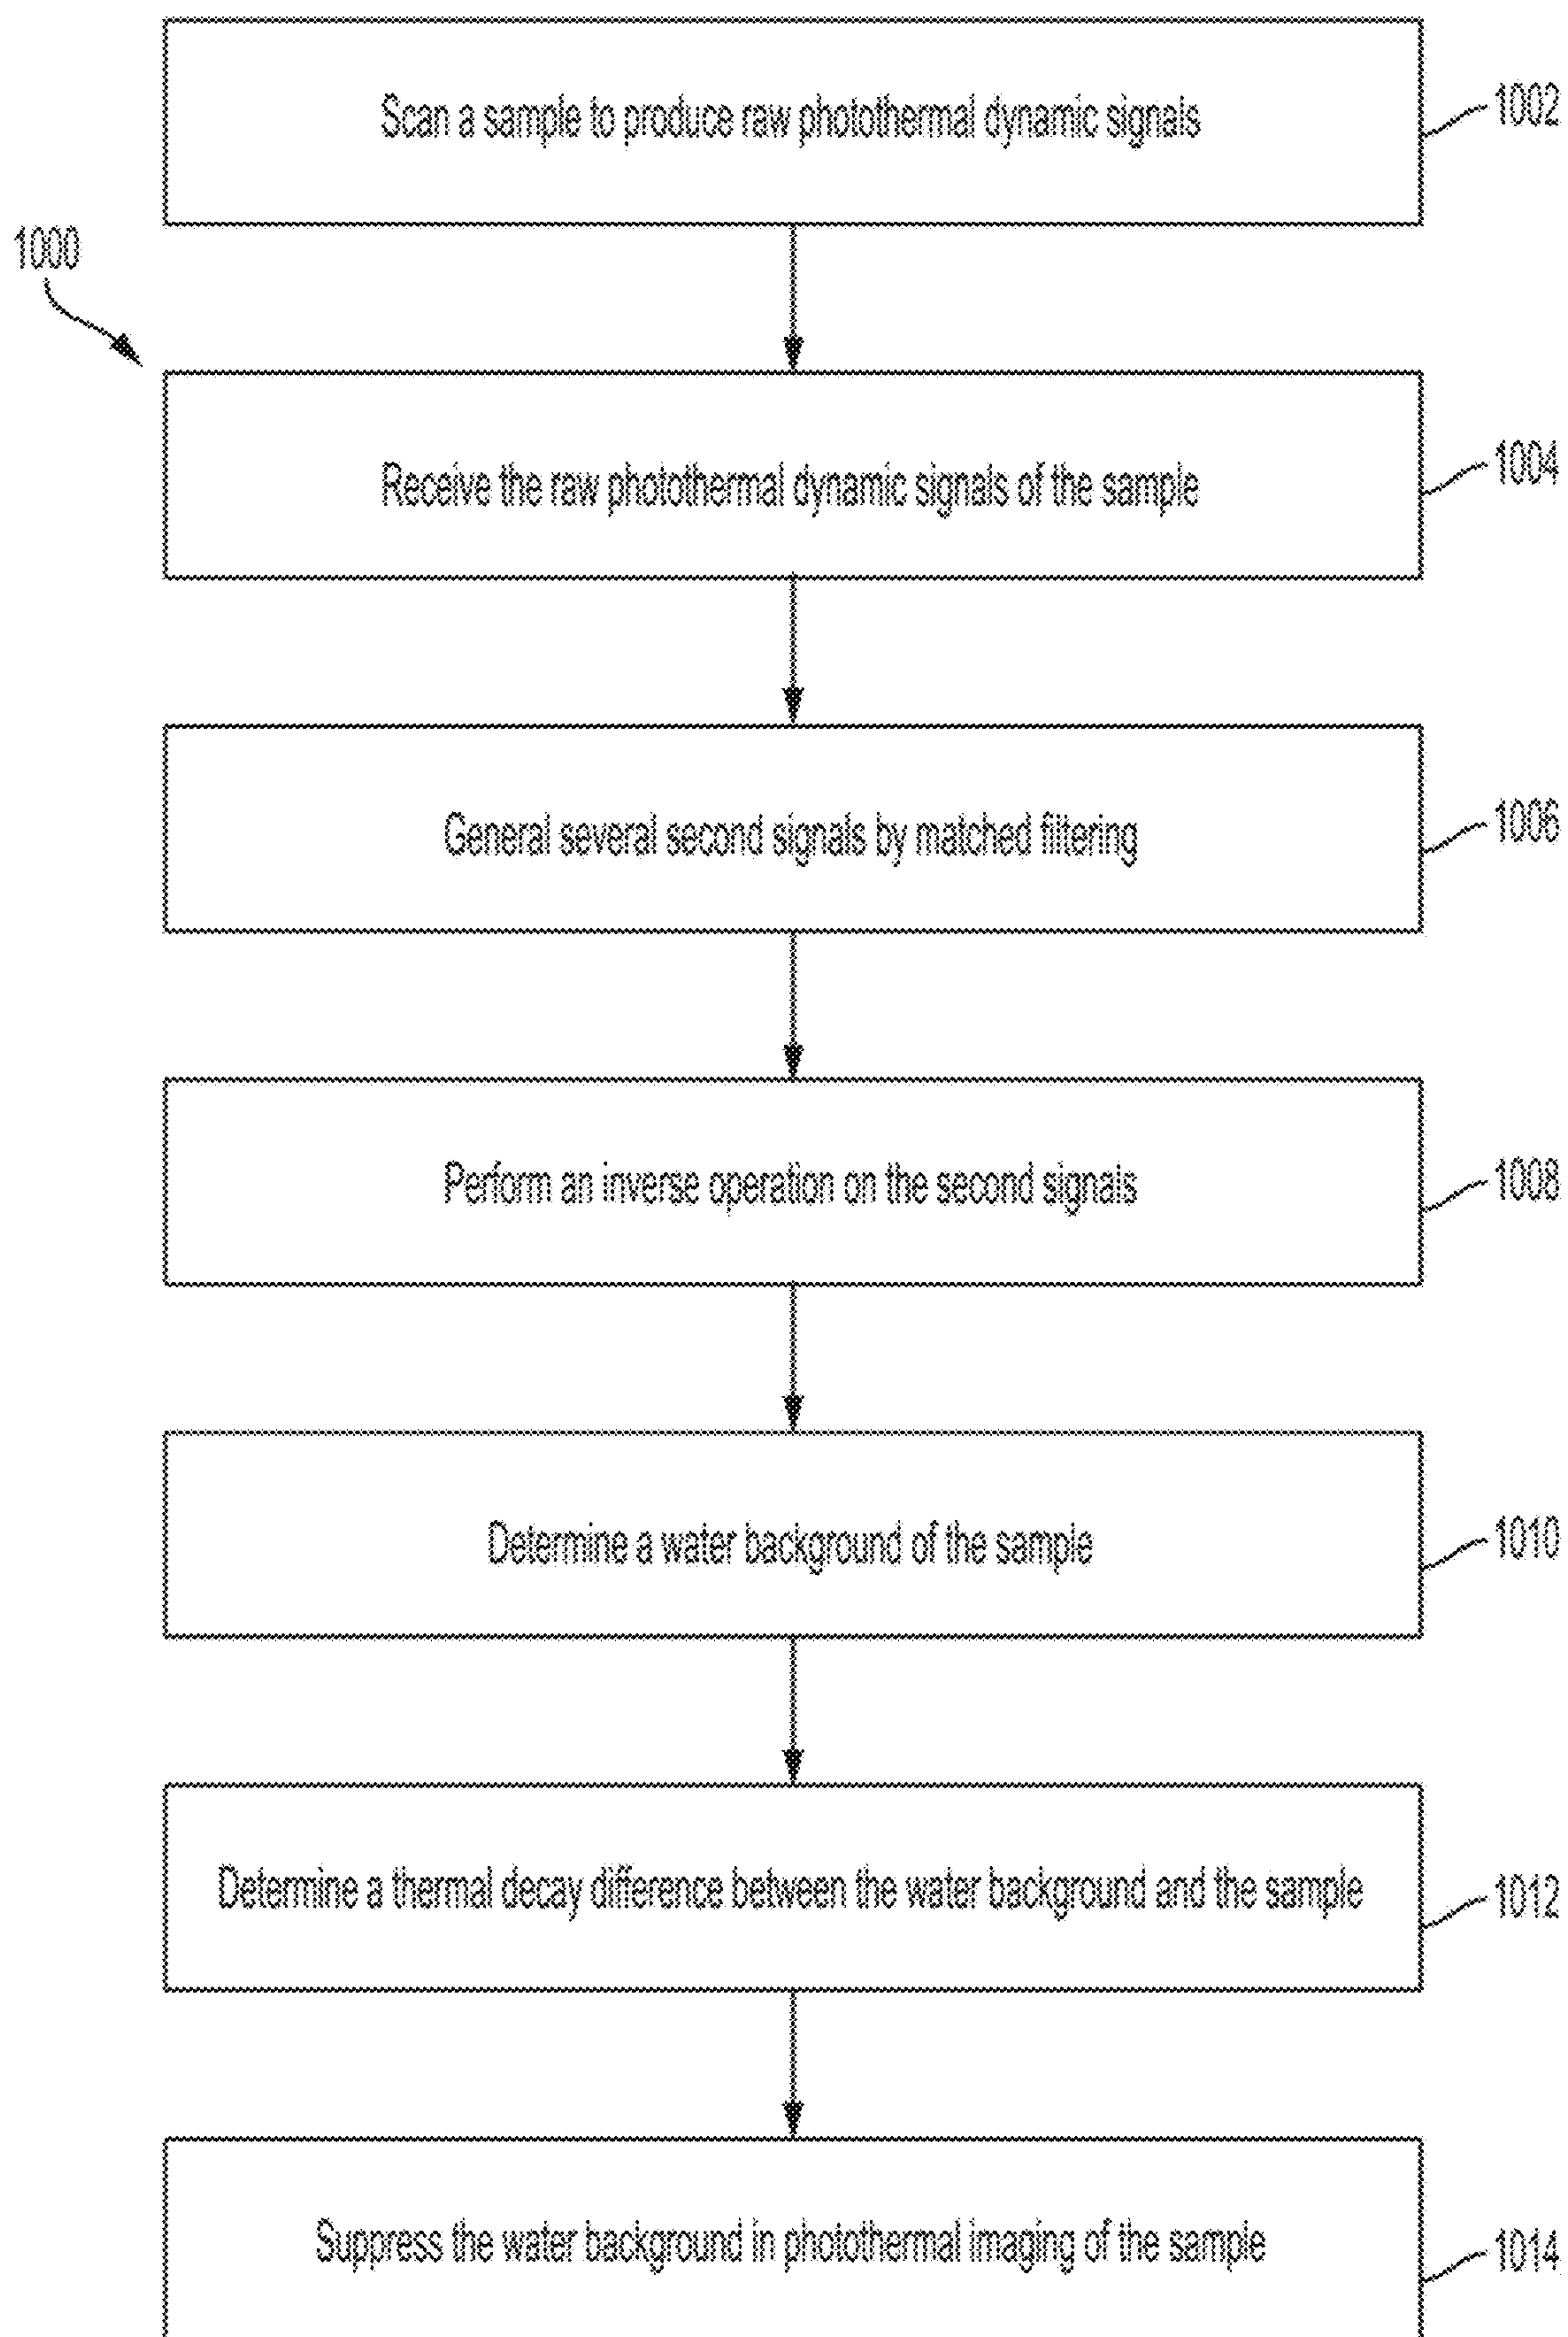 Scan a sample to produce raw photothermal dynamic signals
1002
1000
Receive the raw photothermal dynamic signals of the sample
1004
General several second signals by matched filtering
1006
Perform an inverse operation on the second signals
1008
Determine a water background of the sample
1010
Determine a thermal decay difference between the water background and the sample
1012
Suppress the water background in photothermal imaging of the sample
1014